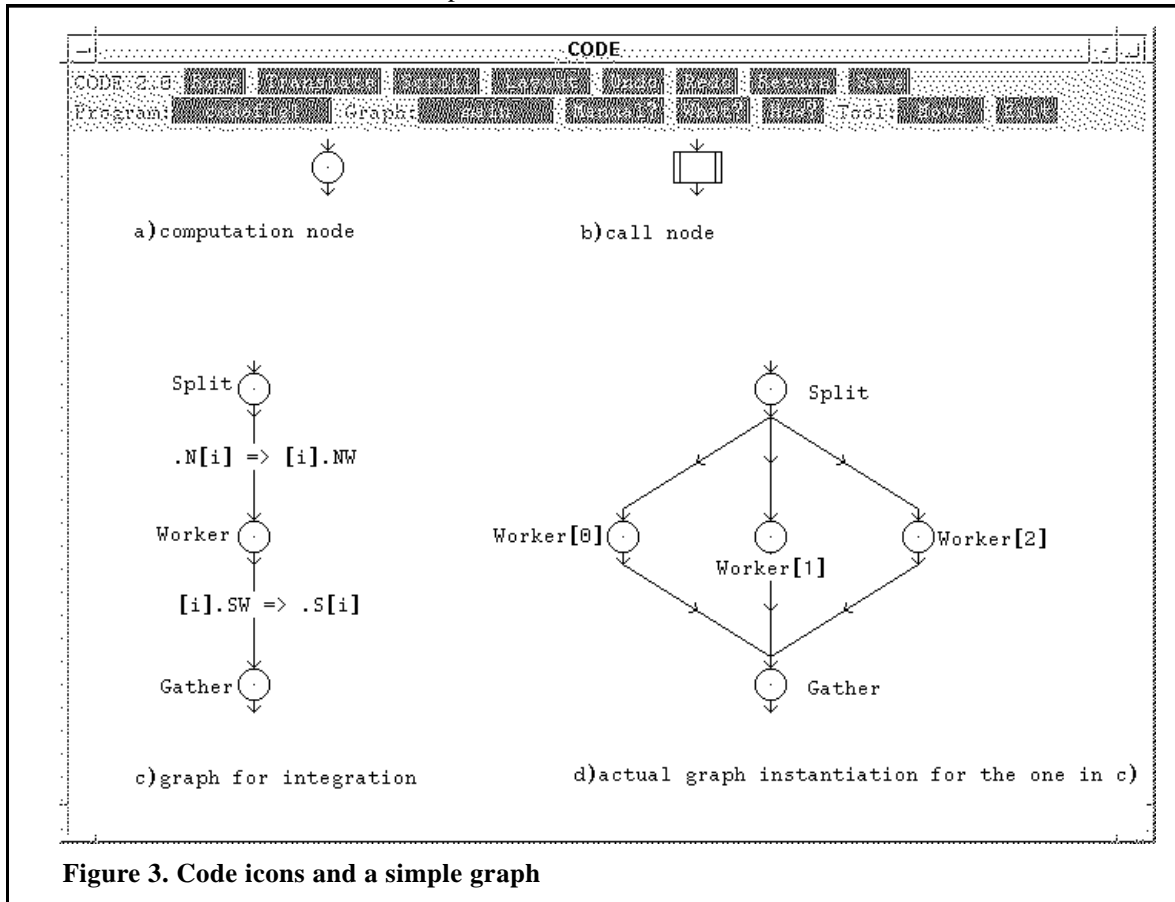 CODE
CODE 2.0:
Program: Graph: Tool:
a)computation node
b)call node
Split
.N[i] => [i].NW
Worker
[i].SW => .S[i]
Gather
c)graph for integration
Split
Worker[0]
Worker[1]
Worker[2]
Gather
d)actual graph instantiation for the one in c)
Figure 3. Code icons and a simple graph